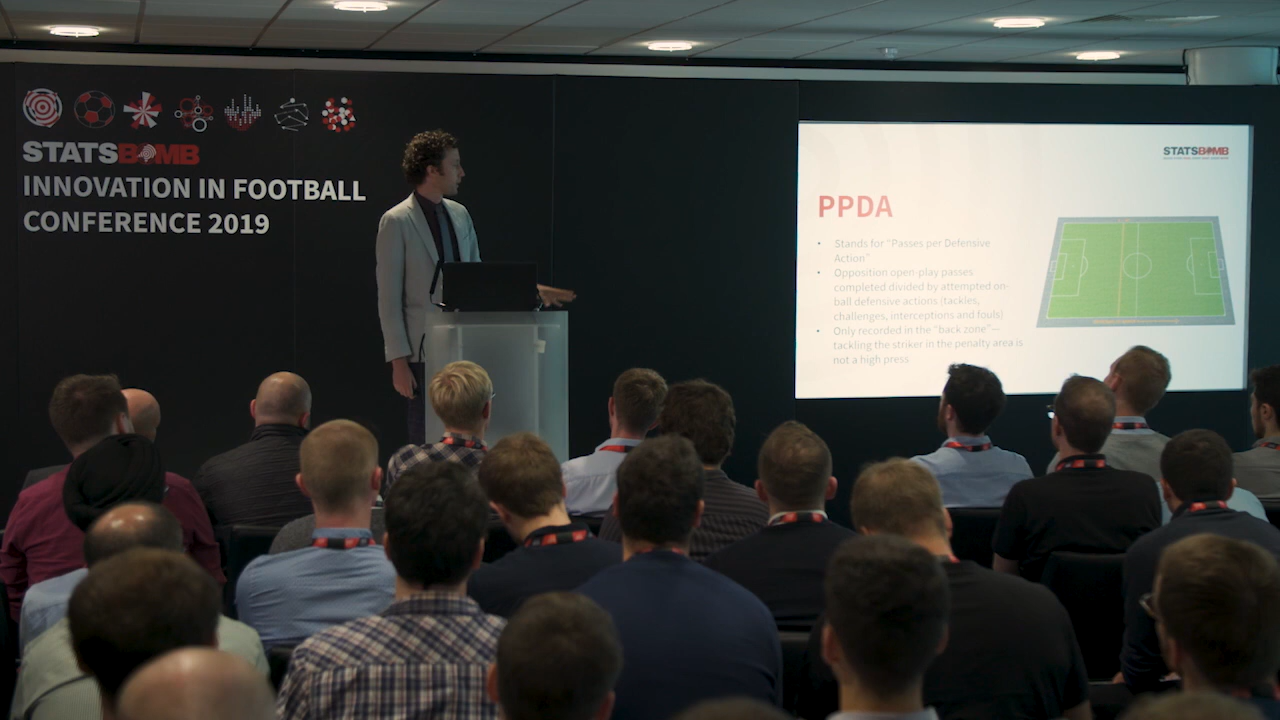 STATSBOMB
INNOVATION IN FOOTBALL
CONFERENCE 2019
STATSBOMB
PPDA
• Stands for “Passes per Defensive
Action”
• Opposition open-play passes
completed divided by attempted on-
ball defensive actions (tackles,
challenges, interceptions and fouls)
• Only recorded in the “back zone”—
tackling the striker in the penalty area is
not a high press